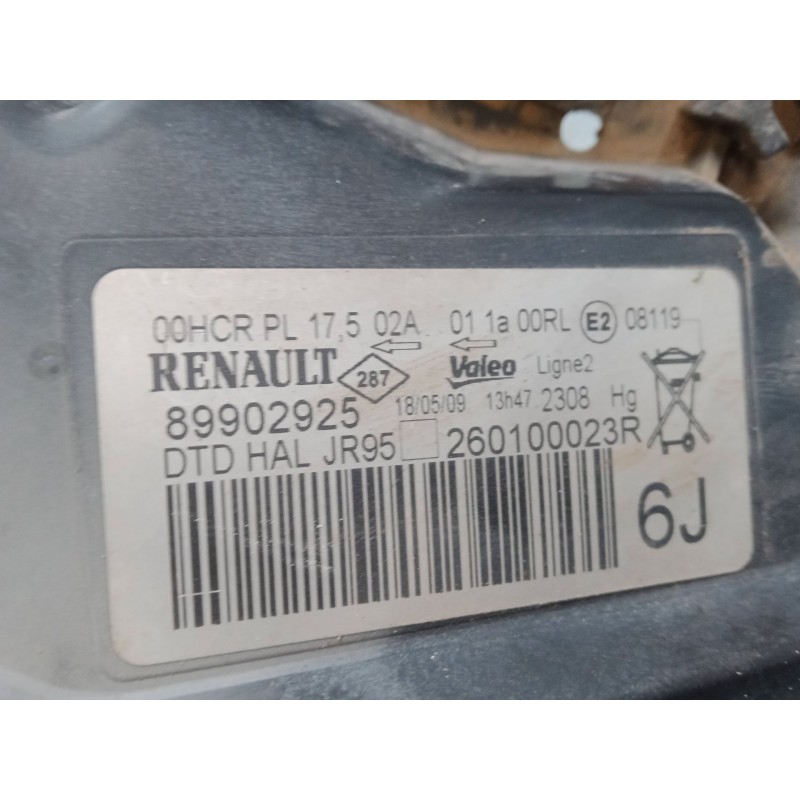 00HCR PL 17,5 02A 01 1a 00RL E2 08119
RENAULT 287 Valeo Ligne2
89902925 18/05/09 13h47 2308 Hg
DTD HAL JR95 260100023R
6J